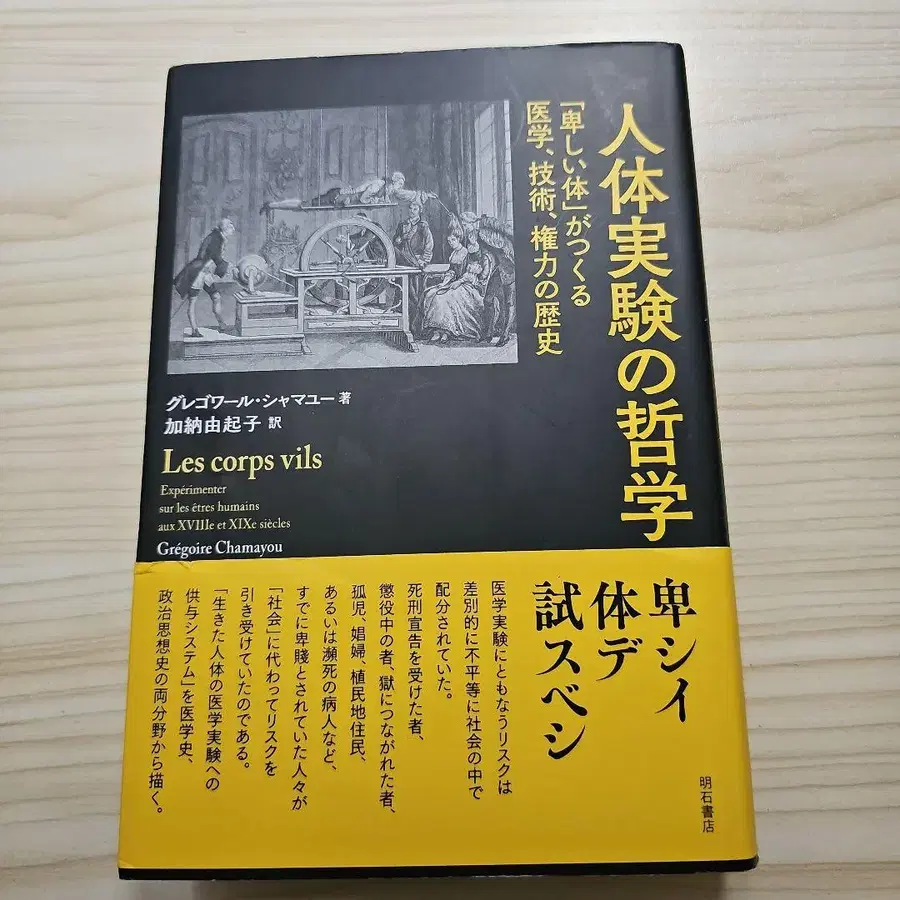 人体実験の哲学
「卑しい体」がつくる
医学、技術、権力の歴史
グレゴワール・シャマユー 著
加納由起子 訳
Les corps vils
Expérimenter
sur les êtres humains
aux XVIIIe et XIXe siècles
Grégoire Chamayou
卑シイ
体デ
試スベシ
医学実験にともなうリスクは
差別的に不平等に社会の中で
配分されていた。
死刑宣告を受けた者、
懲役中の者、獄につながれた者、
孤児、娼婦、植民地住民、
あるいは瀕死の病人など、
すでに卑賤とされていた人々が
「社会」に代わってリスクを
引き受けていたのである。
「生きた人体の医学実験への
供与システム」を医学史、
政治思想史の両分野から描く。
明石書店